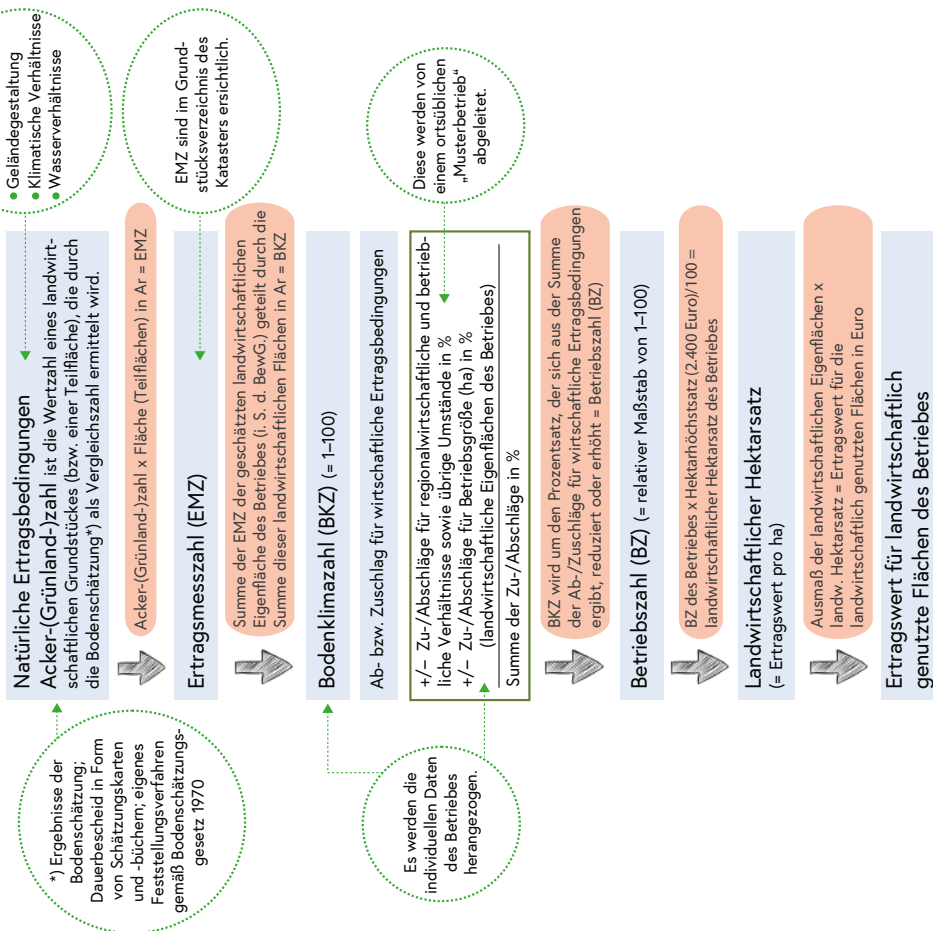 • Geländegestaltung
• Klimatische Verhältnisse
• Wasserverhältnisse
Natürliche Ertragsbedingungen
Acker-(Grünland-)zahl ist die Wertzahl eines landwirt-
schaftlichen Grundstückes (bzw. einer Teilfläche), die durch
die Bodenschätzung*) als Vergleichszahl ermittelt wird.
*) Ergebnisse der
Bodenschätzung;
Dauerbescheid in Form
von Schätzungskarten
und -büchern; eigenes
Feststellungsverfahren
gemäß Bodenschätzungs-
gesetz 1970
Acker-(Grünland-)zahl x Fläche (Teilflächen) in Ar = EMZ
Ertragsmesszahl (EMZ)
EMZ sind im Grund-
stücksverzeichnis des
Katasters ersichtlich.
Summe der EMZ der geschätzten landwirtschaftlichen
Eigenfläche des Betriebes (i. S. d. BewG.) geteilt durch die
Summe dieser landwirtschaftlichen Flächen in Ar = BKZ
Bodenklimazahl (BKZ) (= 1–100)
Ab- bzw. Zuschlag für wirtschaftliche Ertragsbedingungen
+/– Zu-/Abschläge für regionalwirtschaftliche und betrieb-
liche Verhältnisse sowie übrige Umstände in %
+/– Zu-/Abschläge für Betriebsgröße (ha) in %
(landwirtschaftliche Eigenflächen des Betriebes)
Summe der Zu-/Abschläge in %
Diese werden von
einem ortsüblichen
„Musterbetrieb“
abgeleitet.
Es werden die
individuellen Daten
des Betriebes
herangezogen.
BKZ wird um den Prozentsatz, der sich aus der Summe
der Ab-/Zuschläge für wirtschaftliche Ertragsbedingungen
ergibt, reduziert oder erhöht = Betriebszahl (BZ)
Betriebszahl (BZ) (= relativer Maßstab von 1–100)
BZ des Betriebes x Hektarhöchstsatz (2.400 Euro)/100 =
landwirtschaftlicher Hektarsatz des Betriebes
Landwirtschaftlicher Hektarsatz
(= Ertragswert pro ha)
Ausmaß der landwirtschaftlichen Eigenflächen x
landw. Hektarsatz = Ertragswert für die
landwirtschaftlich genutzten Flächen in Euro
Ertragswert für landwirtschaftlich
genutzte Flächen des Betriebes